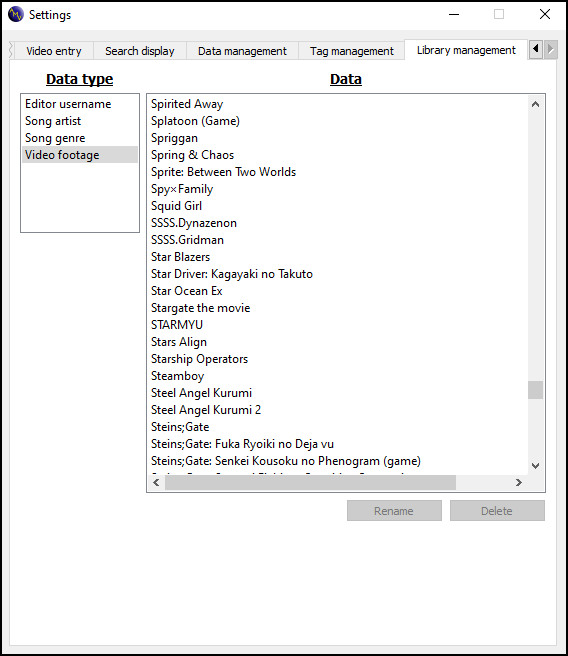 Settings
Video entry Search display Data management Tag management Library management
Data type
Data
Editor username
Song artist
Song genre
Video footage
Spirited Away
Splatoon (Game)
Spriggan
Spring & Chaos
Sprite: Between Two Worlds
Spy×Family
Squid Girl
SSSS.Dynazenon
SSSS.Gridman
Star Blazers
Star Driver: Kagayaki no Takuto
Star Ocean Ex
Stargate the movie
STARMYU
Stars Align
Starship Operators
Steamboy
Steel Angel Kurumi
Steel Angel Kurumi 2
Steins;Gate
Steins;Gate: Fuka Ryoiki no Deja vu
Steins;Gate: Senkei Kousoku no Phenogram (game)
Rename Delete